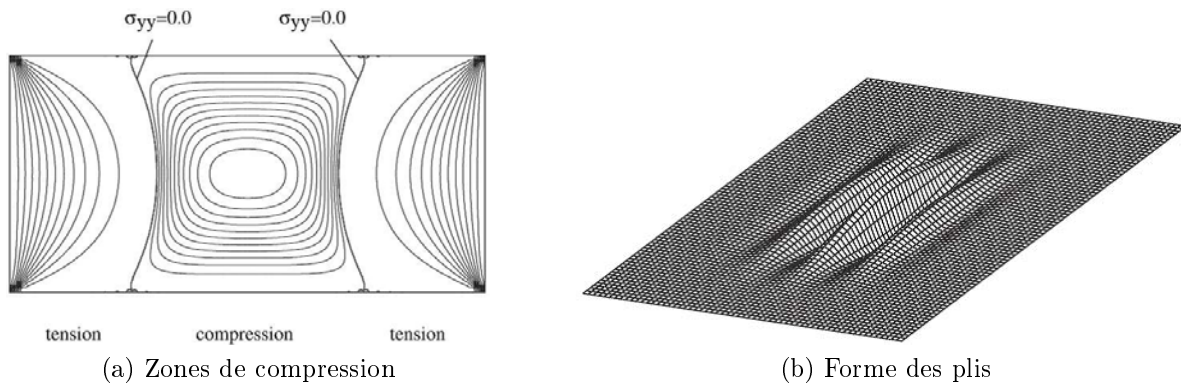 σyy=0.0 σyy=0.0
tension compression tension
(a) Zones de compression
(b) Forme des plis